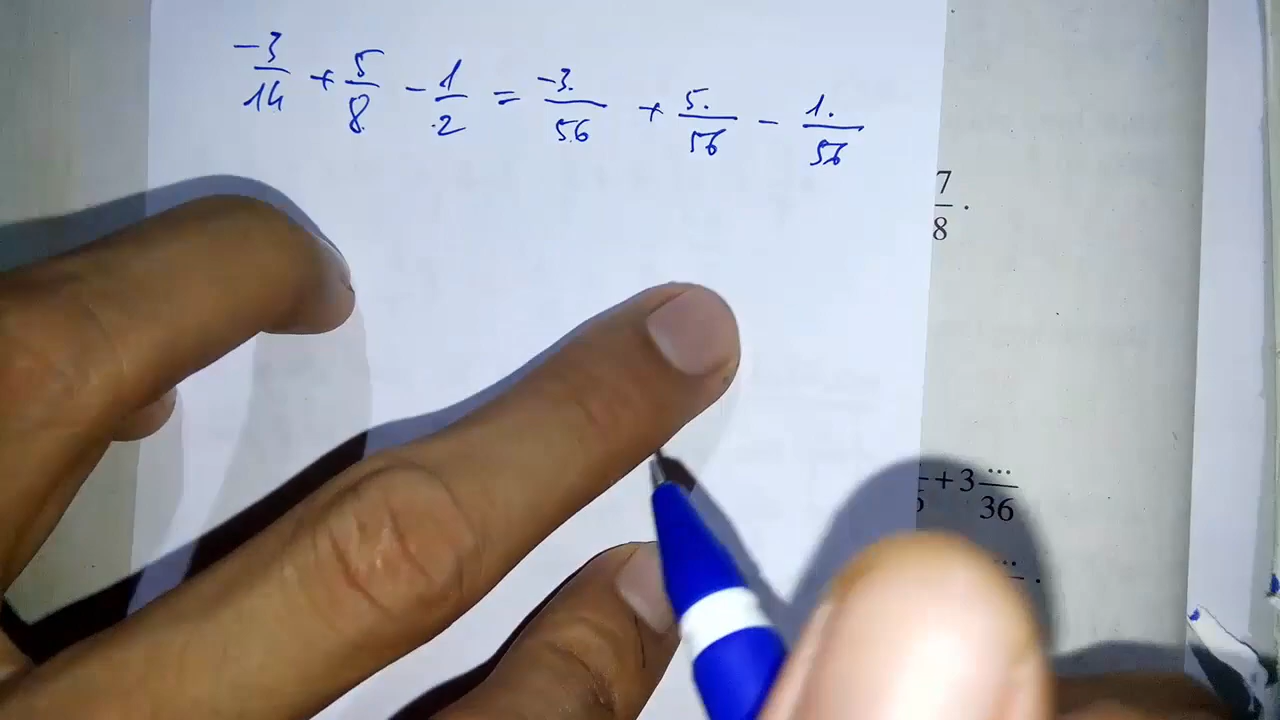 -3/14 + 5/8 - 1/2 = -3·/56 + 5·/56 - 1·/56
7/8 .
+ 3 .../36
... .